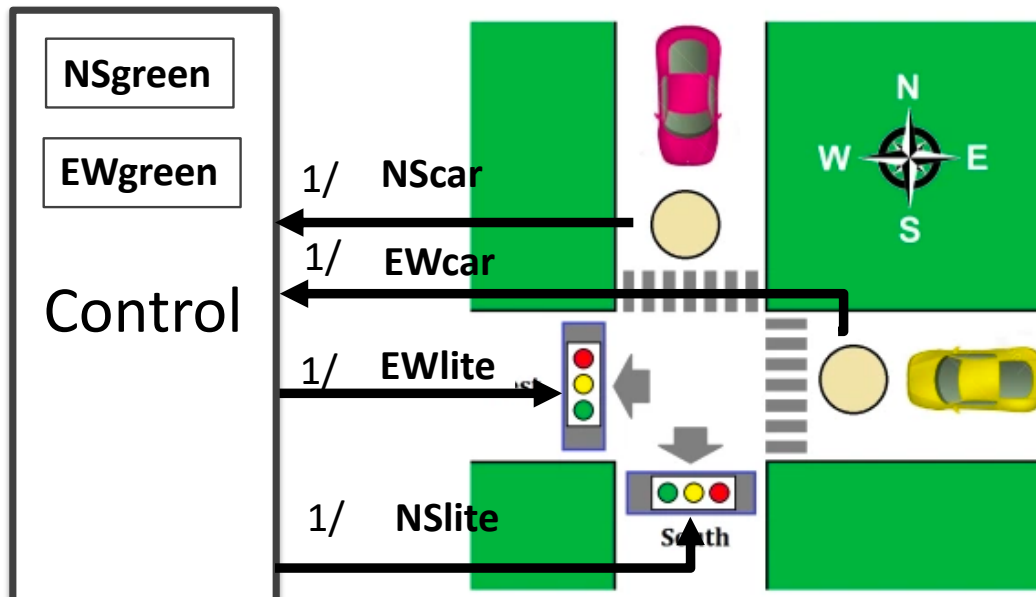 NSgreen
EWgreen
Control
1/ NScar
1/ EWcar
1/ EWlite
1/ NSlite
N
W E
S
South